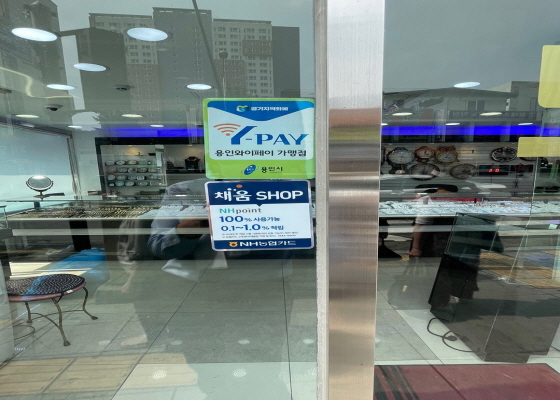 경기지역화폐
Y-PAY
용인와이페이 가맹점
용인시
채움 SHOP
NHpoint
100% 사용가능
0.1~1.0% 적립
NH농협카드